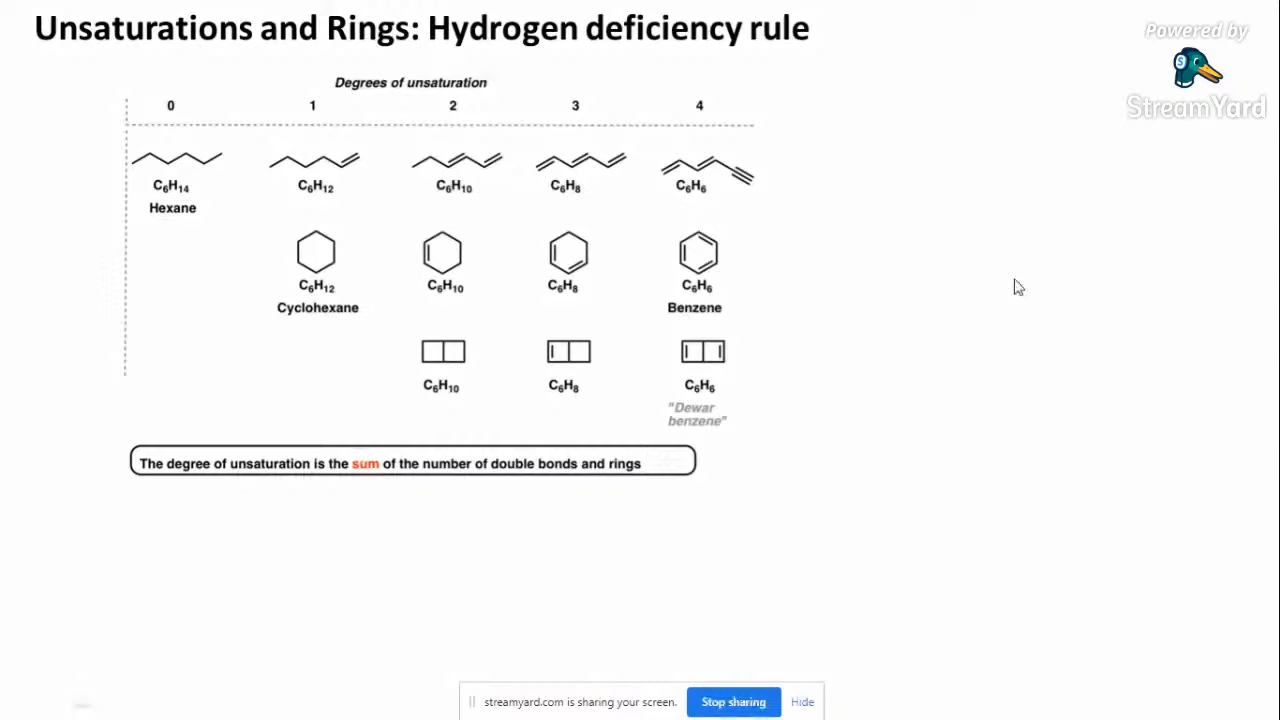 Unsaturations and Rings: Hydrogen deficiency rule
Powered by
S
StreamYard
Degrees of unsaturation
0 1 2 3 4
C₆H₁₄ C₆H₁₂ C₆H₁₀ C₆H₈ C₆H₆
Hexane
C₆H₁₂ C₆H₁₀ C₆H₈ C₆H₆
Cyclohexane Benzene
C₆H₁₀ C₆H₈ C₆H₆
"Dewar
benzene"
The degree of unsaturation is the sum of the number of double bonds and rings
streamyard.com is sharing your screen. Stop sharing Hide